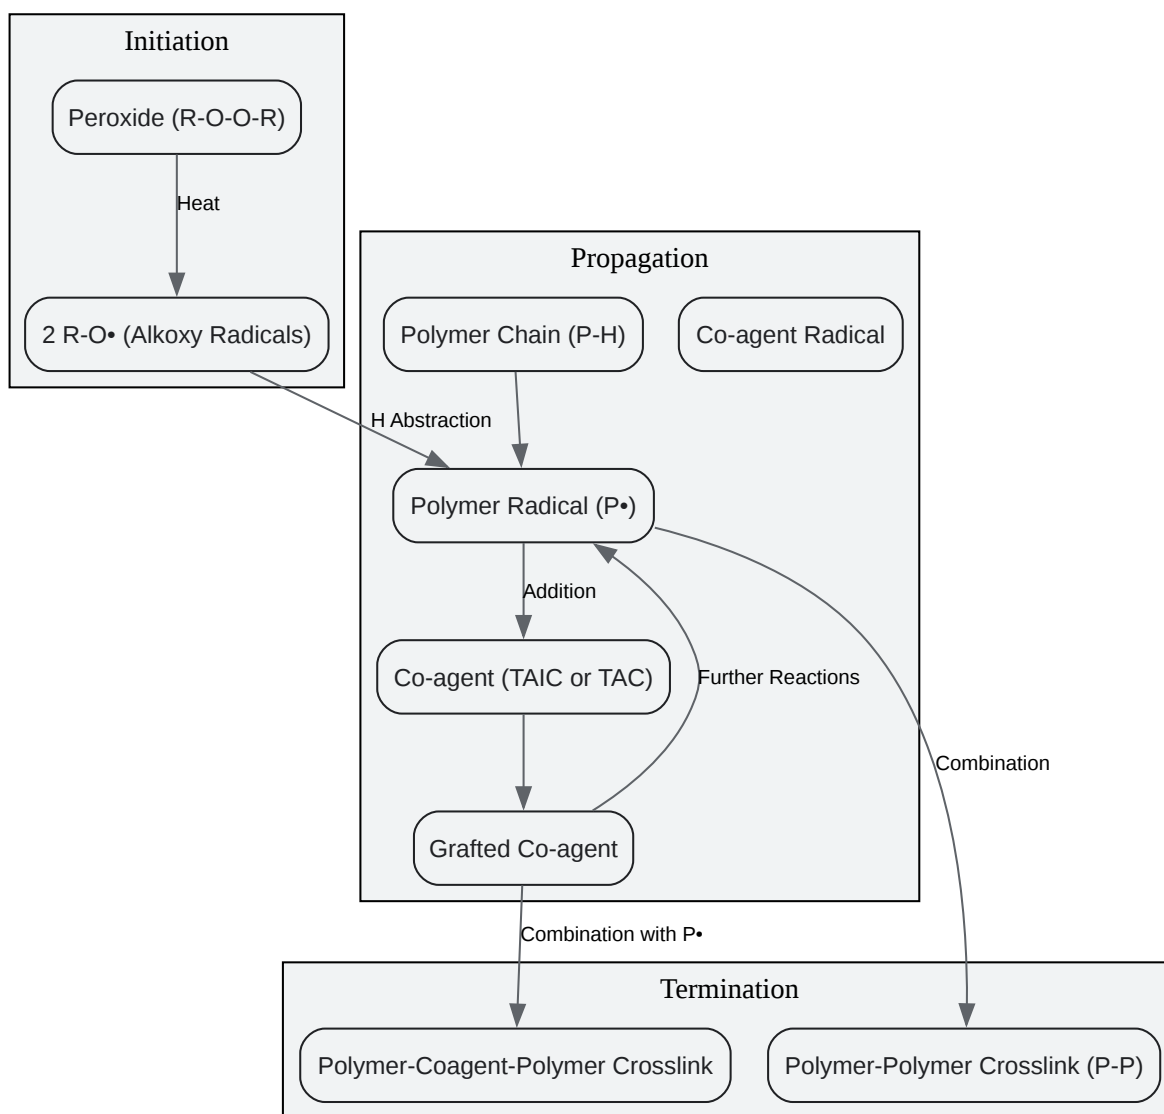 Initiation
Peroxide (R-O-O-R)
Heat
2 R-O• (Alkoxy Radicals)
Propagation
Polymer Chain (P-H)
Co-agent Radical
H Abstraction
Polymer Radical (P•)
Addition
Co-agent (TAIC or TAC)
Further Reactions
Combination
Grafted Co-agent
Combination with P•
Termination
Polymer-Coagent-Polymer Crosslink
Polymer-Polymer Crosslink (P-P)